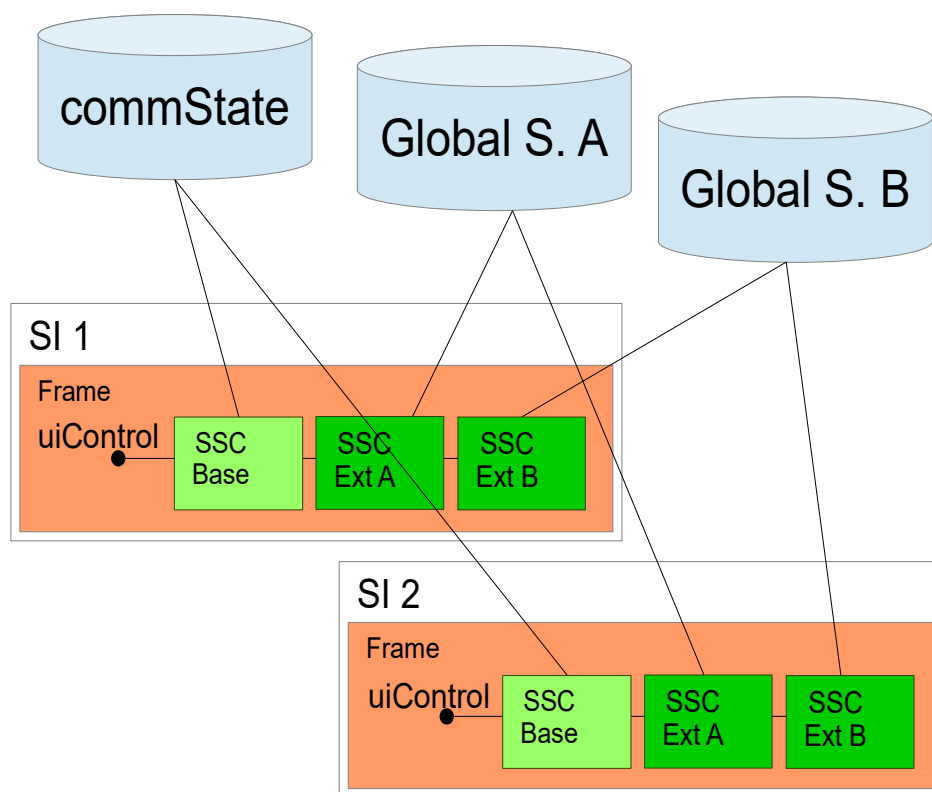 commState
Global S. A
Global S. B
SI 1
Frame
uiControl
SSC
Base
SSC
Ext A
SSC
Ext B
SI 2
Frame
uiControl
SSC
Base
SSC
Ext A
SSC
Ext B